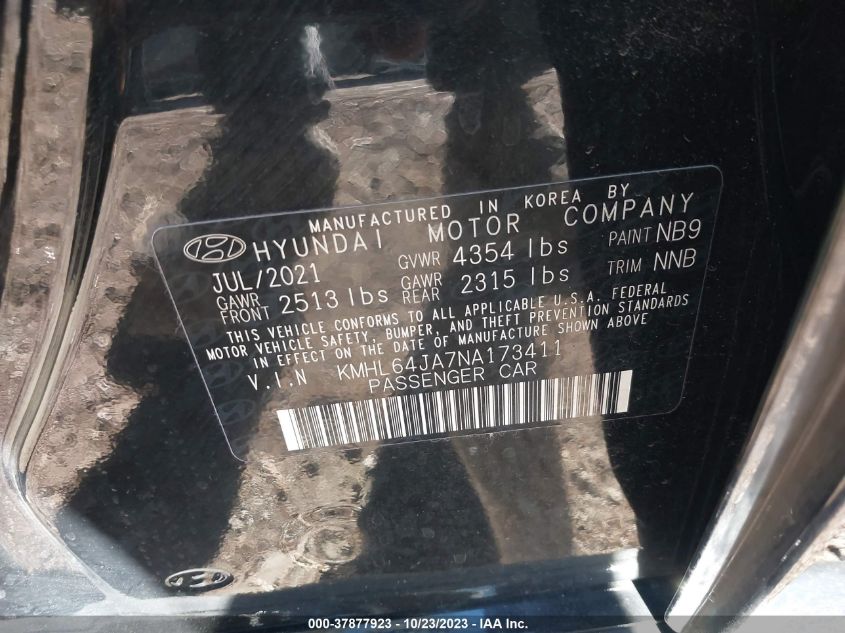 MANUFACTURED IN KOREA BY
HYUNDAI MOTOR COMPANY
JUL/2021 GVWR 4354 lbs PAINT NB9
GAWR FRONT 2513 lbs GAWR REAR 2315 lbs TRIM NNB
THIS VEHICLE CONFORMS TO ALL APPLICABLE U.S.A. FEDERAL
MOTOR VEHICLE SAFETY, BUMPER, AND THEFT PREVENTION STANDARDS
IN EFFECT ON THE DATE OF MANUFACTURE SHOWN ABOVE
V.I.N KMHL64JA7NA173411
PASSENGER CAR
000-37877923 - 10/23/2023 - IAA Inc.